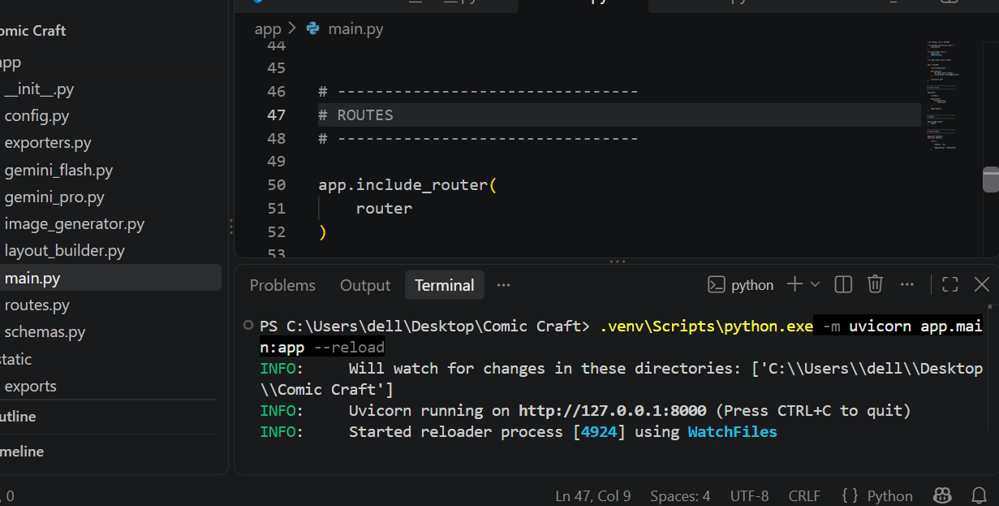 omic Craft
app
__init__.py
config.py
exporters.py
gemini_flash.py
gemini_pro.py
image_generator.py
layout_builder.py
main.py
routes.py
schemas.py
static
exports
utline
meline
app > main.py
44
45
46 # --------------------------------
47 # ROUTES
48 # --------------------------------
49
50 app.include_router(
51 router
52 )
53
Problems Output Terminal ··· python
PS C:\Users\dell\Desktop\Comic Craft> .venv\Scripts\python.exe -m uvicorn app.mai
n:app --reload
INFO: Will watch for changes in these directories: ['C:\\Users\\dell\\Desktop
\\Comic Craft']
INFO: Uvicorn running on http://127.0.0.1:8000 (Press CTRL+C to quit)
INFO: Started reloader process [4924] using WatchFiles
, 0 Ln 47, Col 9 Spaces: 4 UTF-8 CRLF { } Python